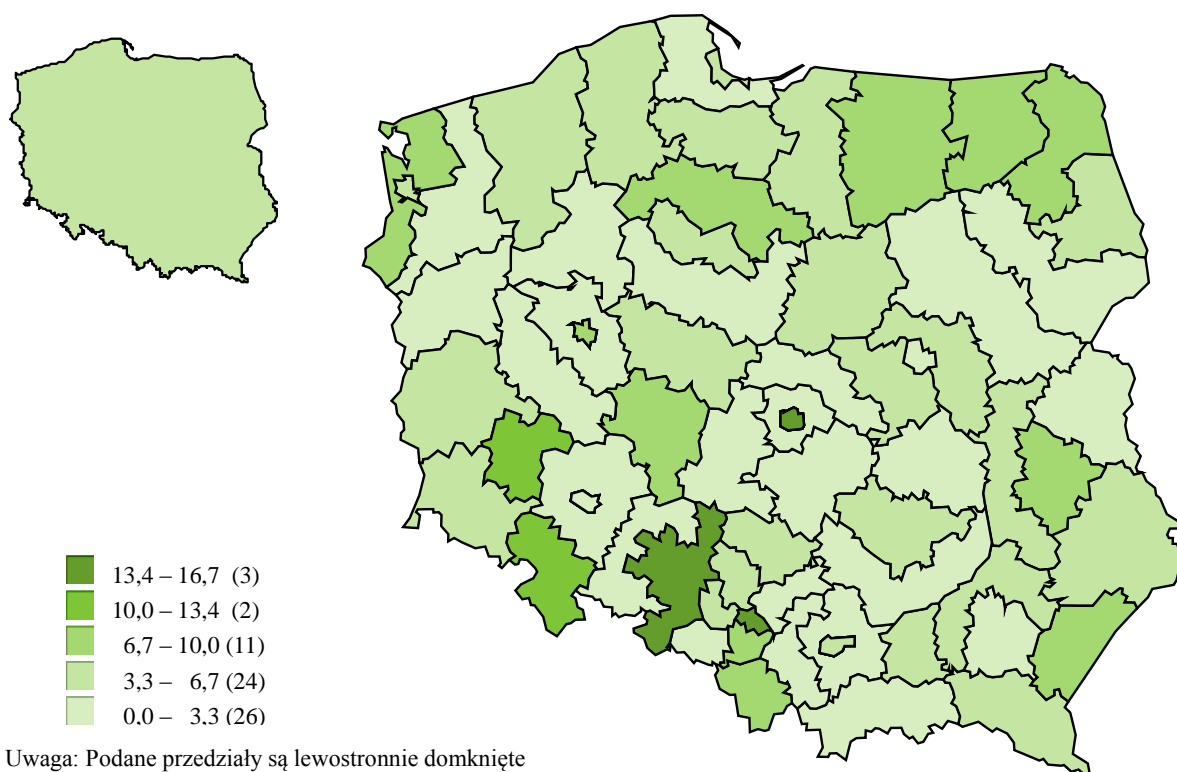 13,4 – 16,7 (3)
10,0 – 13,4 (2)
6,7 – 10,0 (11)
3,3 – 6,7 (24)
0,0 – 3,3 (26)
Uwaga: Podane przedziały są lewostronnie domknięte